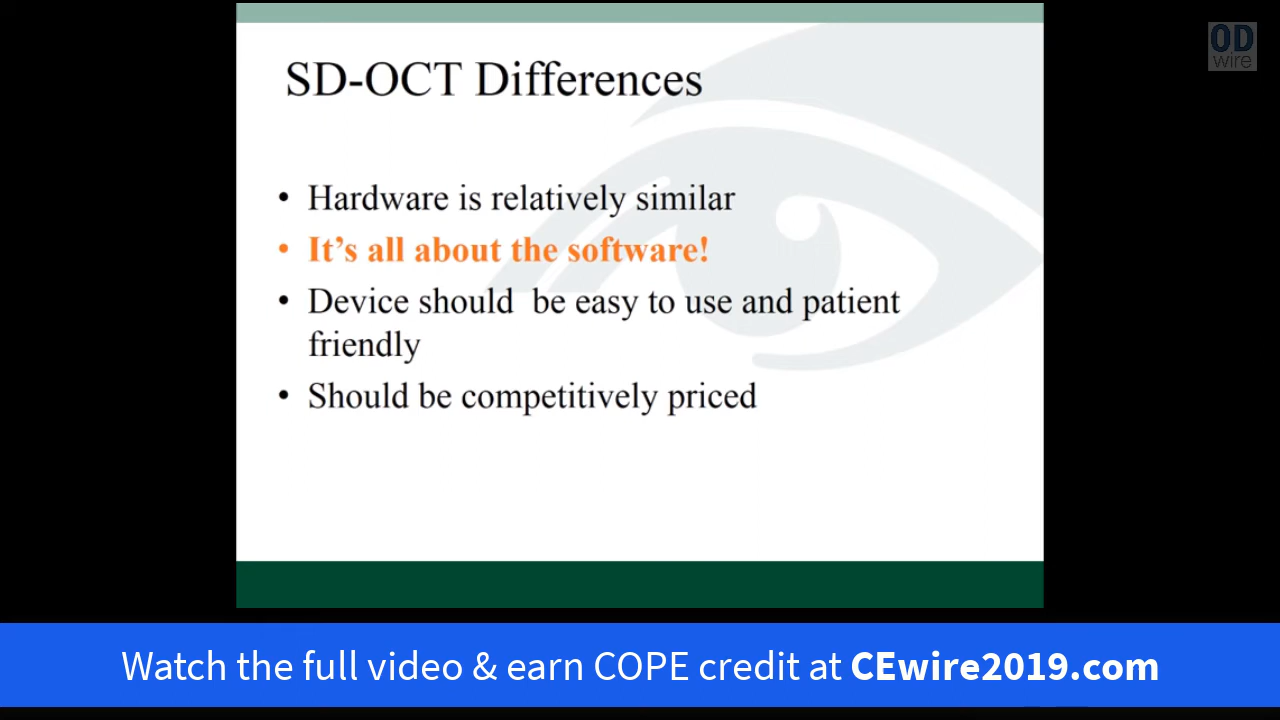 OD
wire
SD-OCT Differences
• Hardware is relatively similar
• It’s all about the software!
• Device should  be easy to use and patient
friendly
• Should be competitively priced
Watch the full video & earn COPE credit at CEwire2019.com